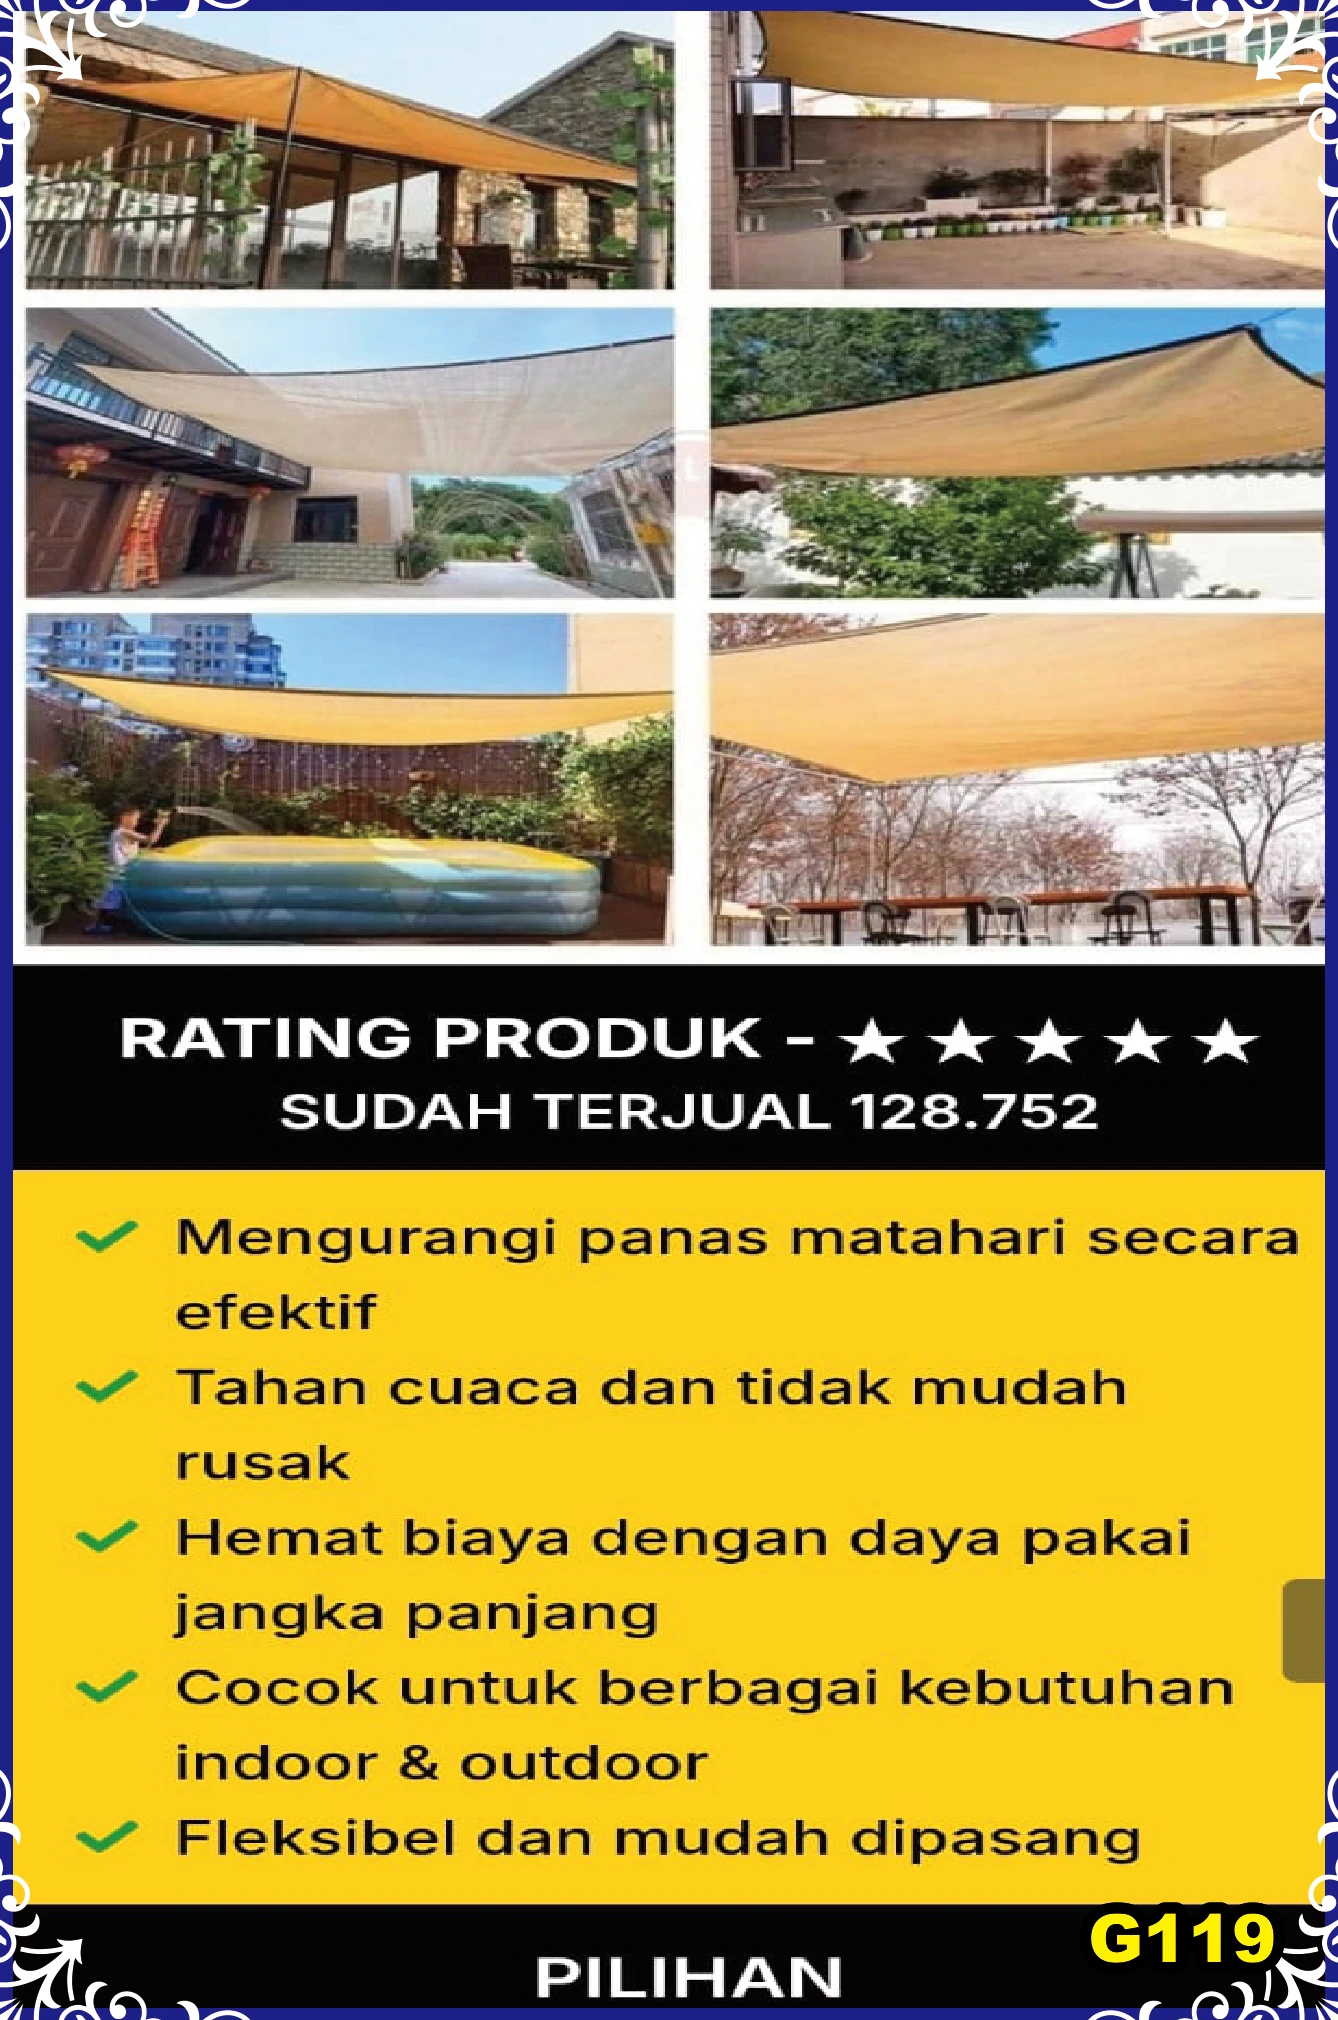 RATING PRODUK - ★ ★ ★ ★ ★
SUDAH TERJUAL 128.752
✓ Mengurangi panas matahari secara
efektif
✓ Tahan cuaca dan tidak mudah
rusak
✓ Hemat biaya dengan daya pakai
jangka panjang
✓ Cocok untuk berbagai kebutuhan
indoor & outdoor
✓ Fleksibel dan mudah dipasang
G119
PILIHAN